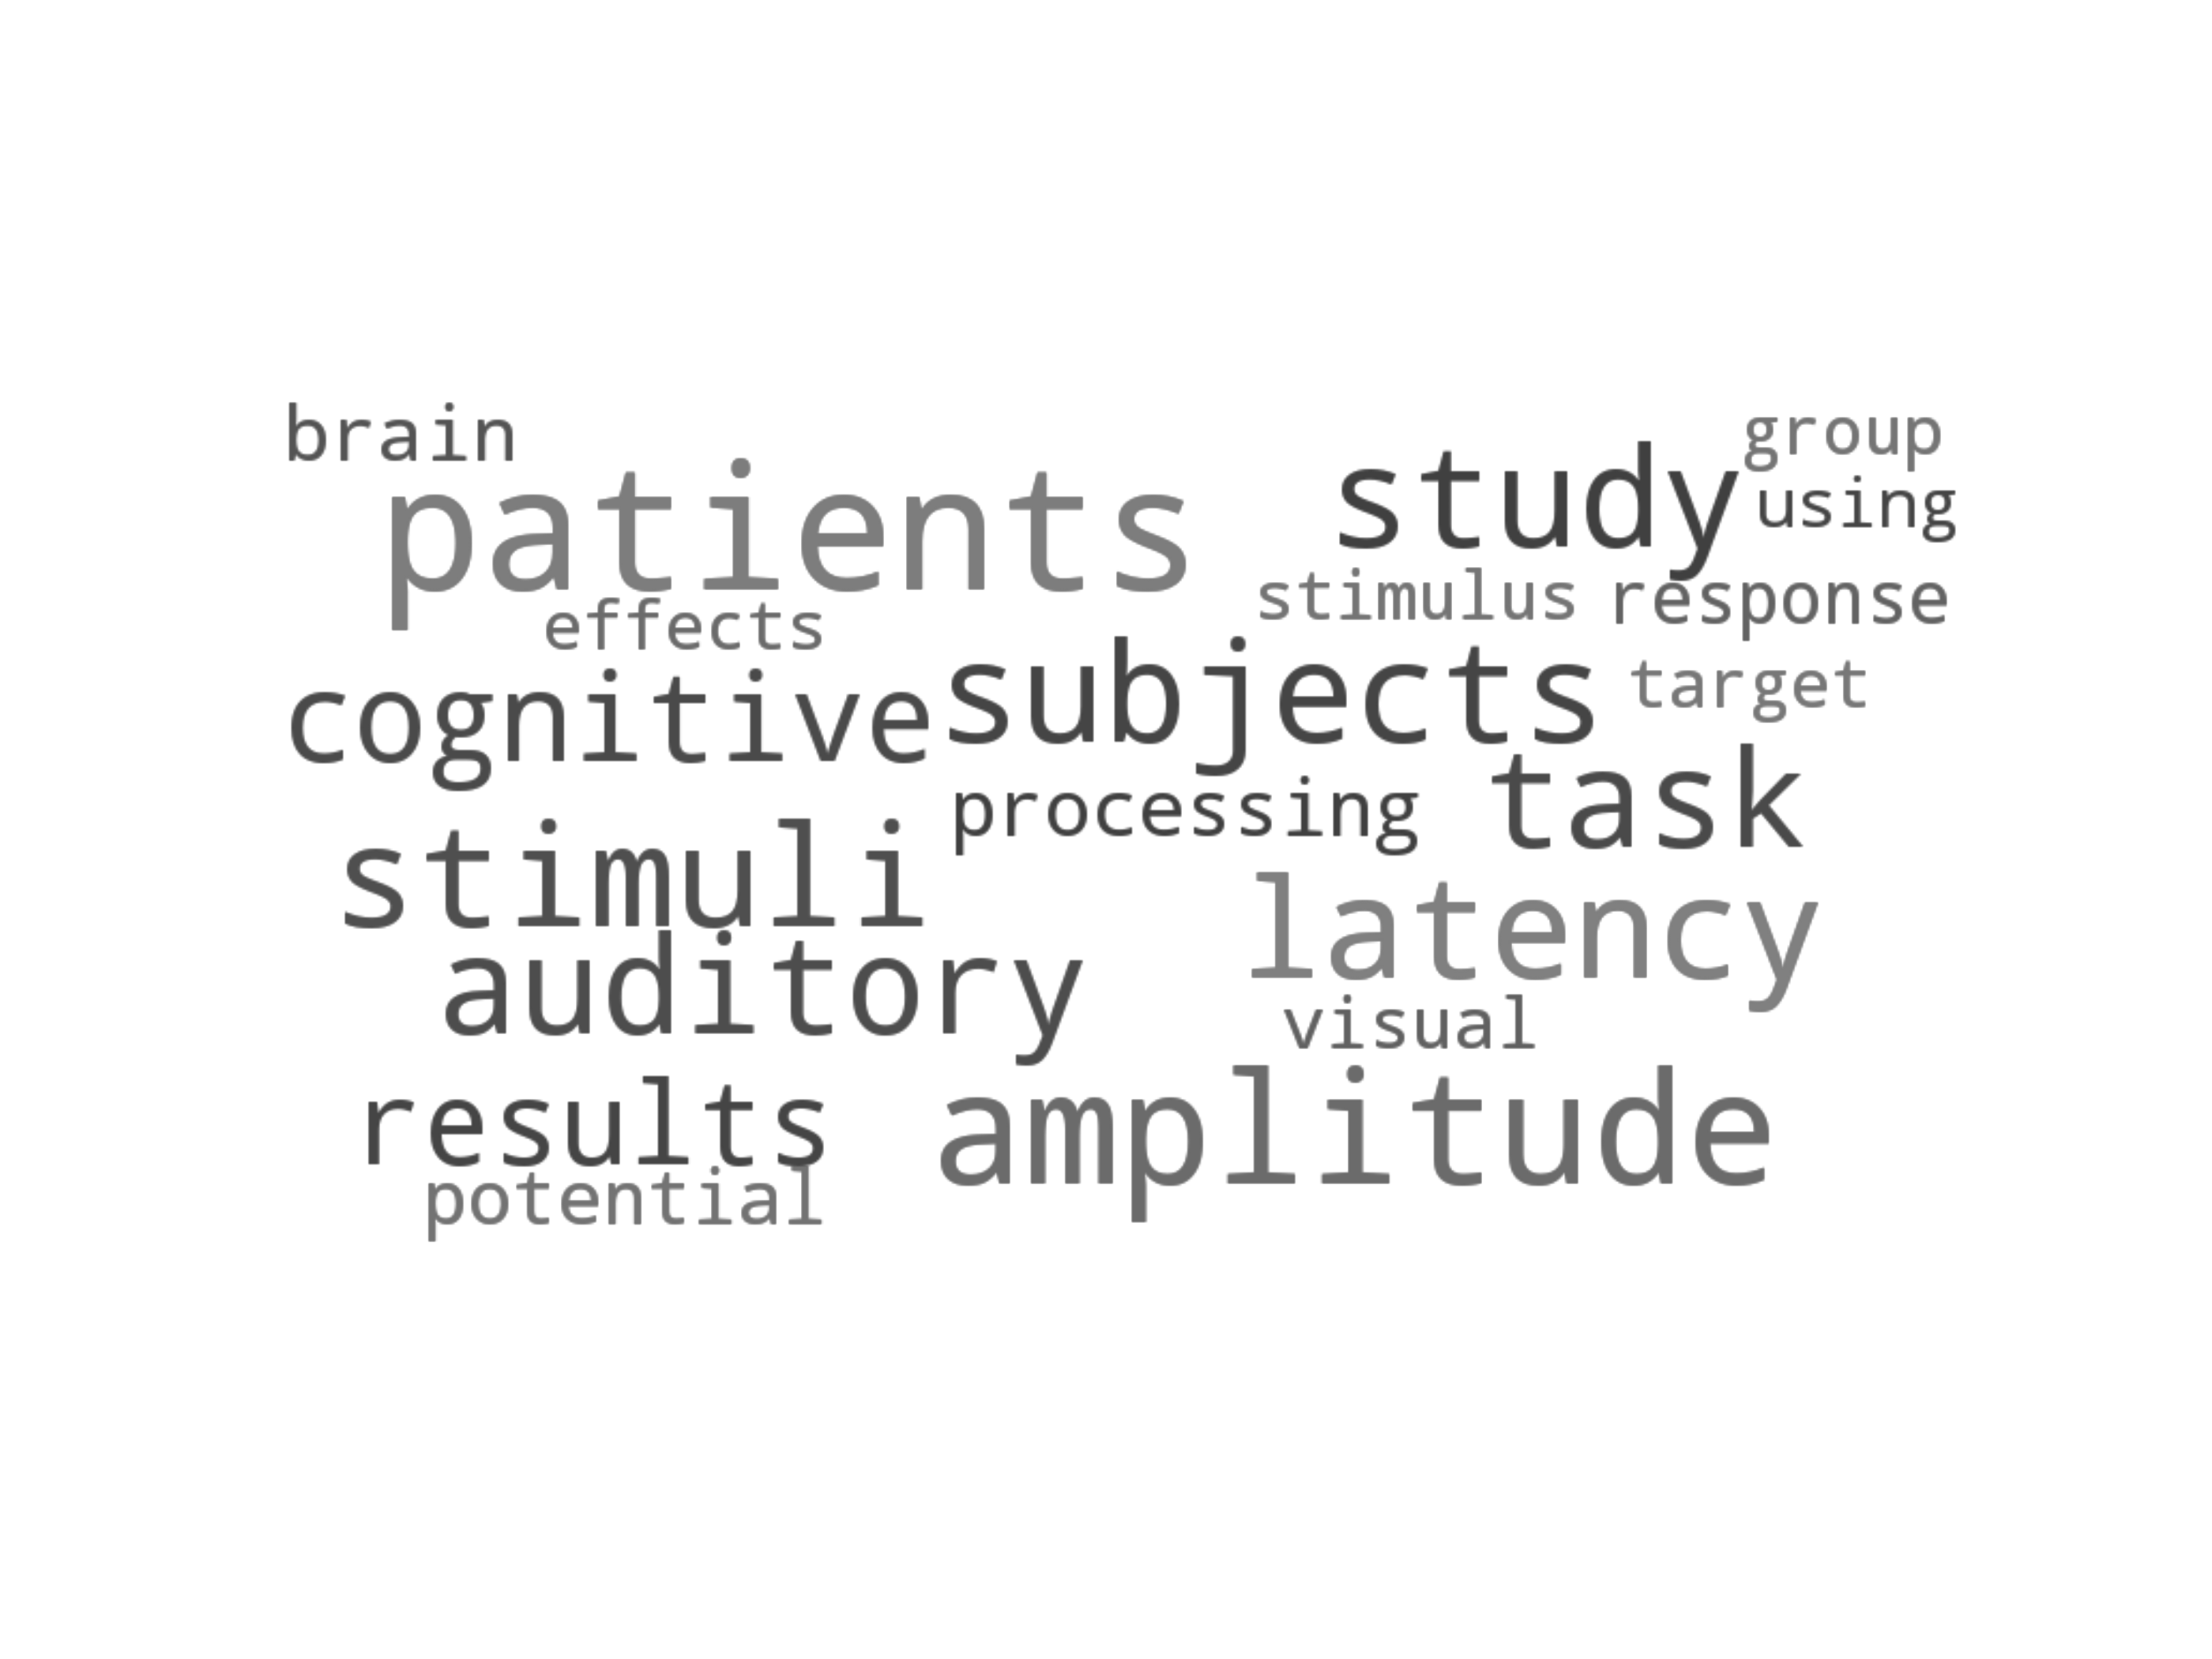 brain
group
patients
study
using
effects
stimulus response
cognitive subjects target
processing task
stimuli
latency
auditory
visual
results amplitude
potential